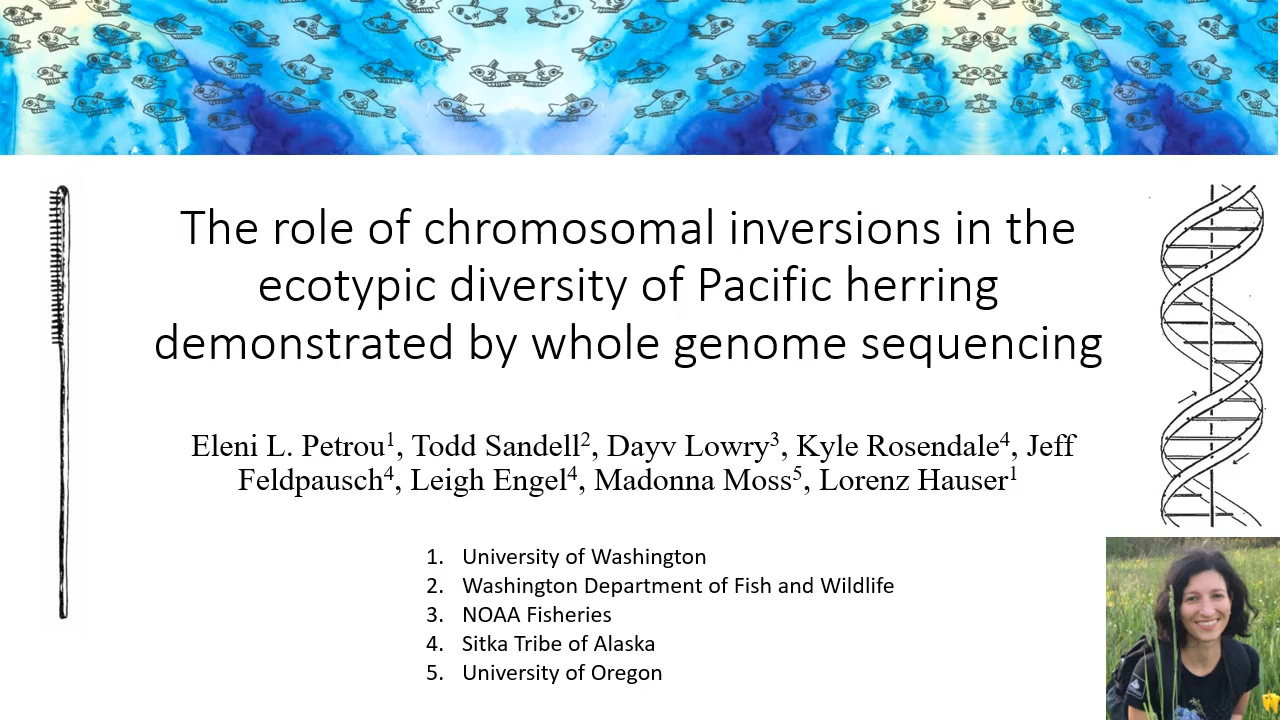 The role of chromosomal inversions in the
ecotypic diversity of Pacific herring
demonstrated by whole genome sequencing
Eleni L. Petrou¹, Todd Sandell², Dayv Lowry³, Kyle Rosendale⁴, Jeff
Feldpausch⁴, Leigh Engel⁴, Madonna Moss⁵, Lorenz Hauser¹
1. University of Washington
2. Washington Department of Fish and Wildlife
3. NOAA Fisheries
4. Sitka Tribe of Alaska
5. University of Oregon